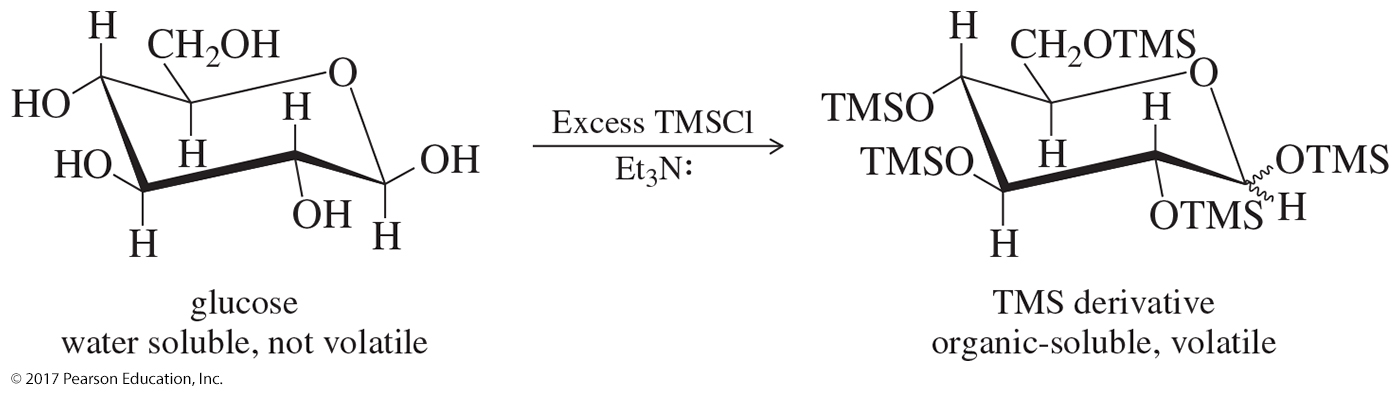 H
CH₂OH
O
HO
H
HO
H
OH
OH
H
H
Excess TMSCl
Et₃N:
H
CH₂OTMS
O
TMSO
H
TMSO
H
OTMS
OTMS
H
H
glucose
water soluble, not volatile
TMS derivative
organic-soluble, volatile
© 2017 Pearson Education, Inc.